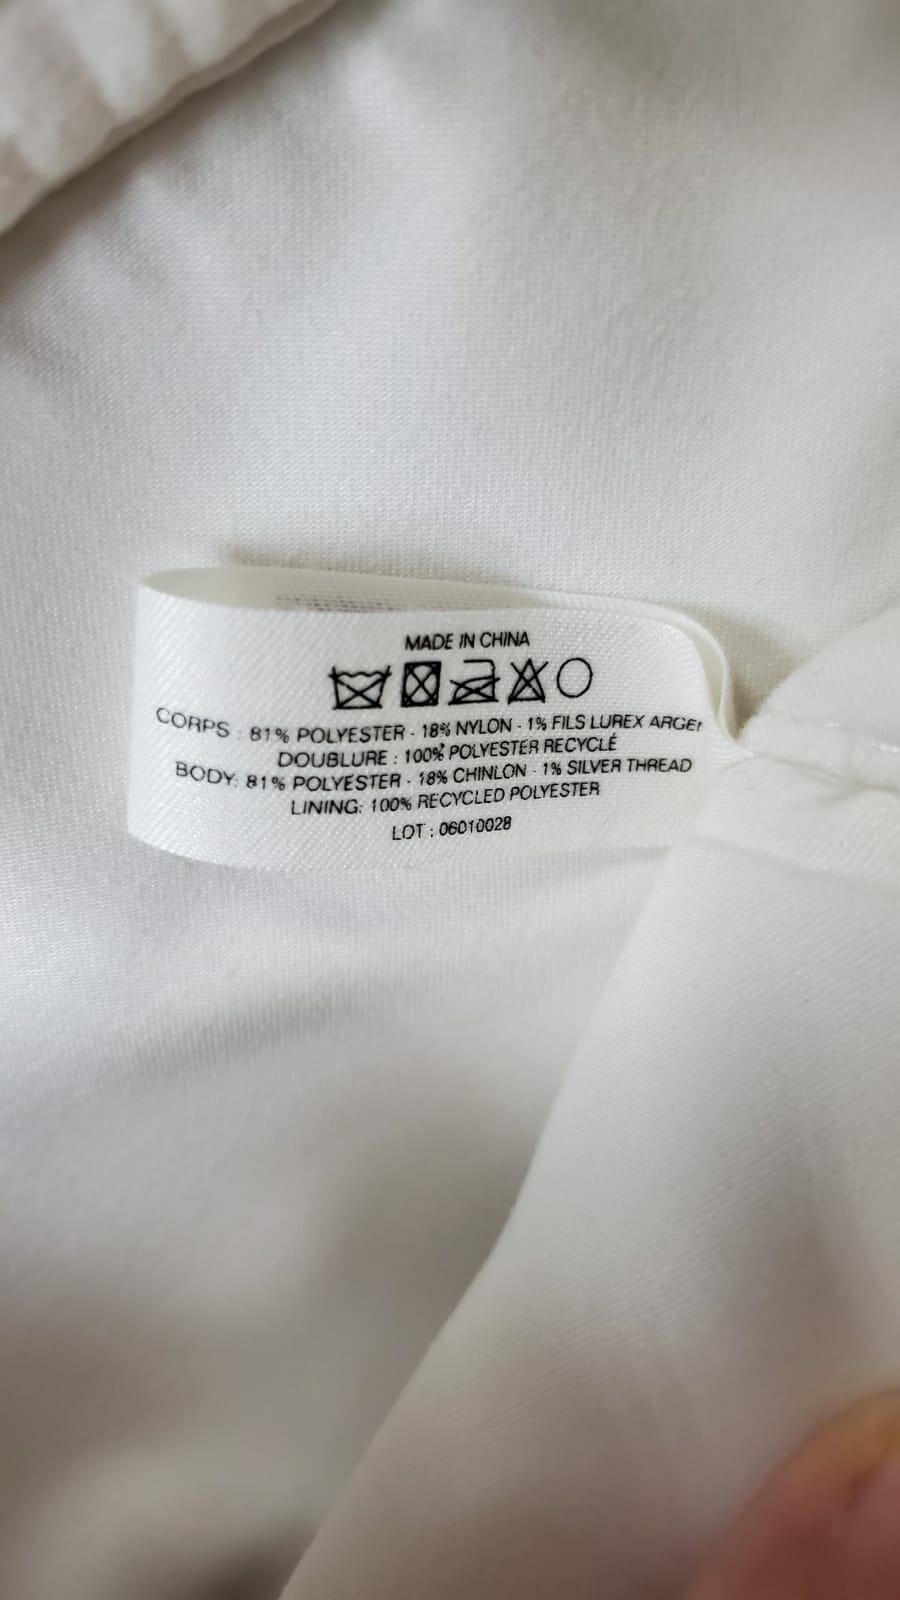 MADE IN CHINA
CORPS : 81% POLYESTER - 18% NYLON - 1% FILS LUREX
DOUBLURE : 100% POLYESTER RECYCLÉ
BODY: 81% POLYESTER - 18% CHINLON - 1% SILVER THREAD
LINING: 100% RECYCLED POLYESTER
LOT : 06010028